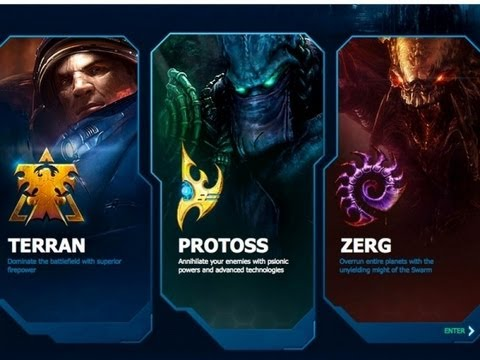 TERRAN
Dominate the battlefield with superior
firepower
PROTOSS
Annihilate your enemies with psionic
powers and advanced technologies
ZERG
Overrun entire planets with the
unyielding might of the Swarm
ENTER